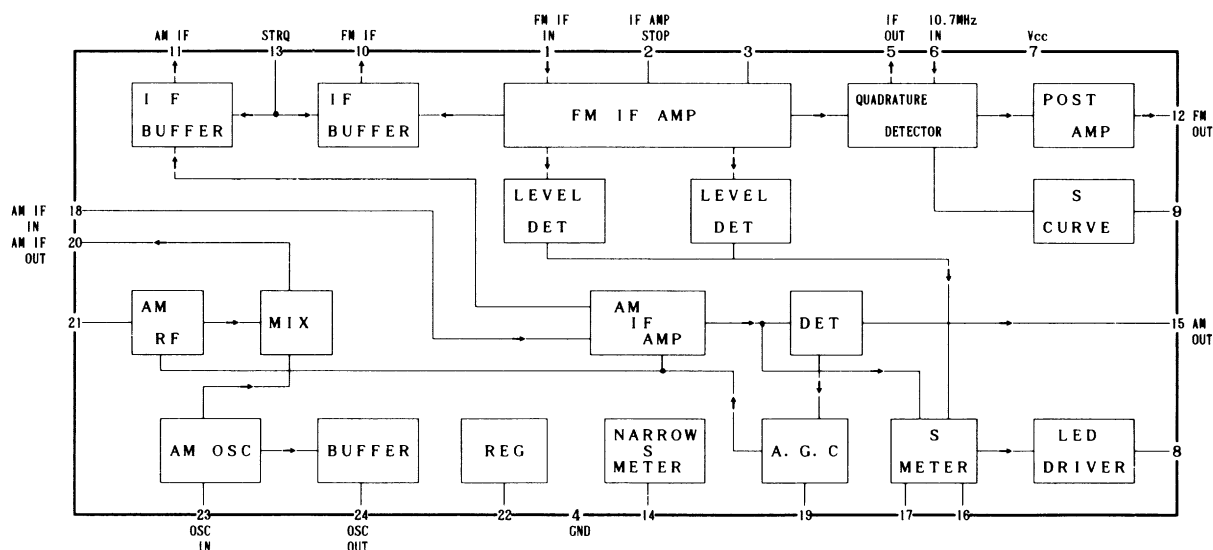 AM IF
11
STRQ
13
FM IF
10
FM IF
IN
1
IF AMP
STOP
2
3
IF
OUT
5
10.7MHz
IN
6
Vcc
7
IF
BUFFER
IF
BUFFER
FM IF AMP
QUADRATURE
DETECTOR
POST
AMP
12 FM
OUT
LEVEL
DET
LEVEL
DET
S
CURVE
9
AM IF 18
IN
AM IF 20
OUT
21
AM
RF
MIX
AM
IF
AMP
DET
15 AM
OUT
AM OSC
BUFFER
REG
NARROW
S
METER
A.G.C
S
METER
LED
DRIVER
8
23
OSC
IN
24
OSC
OUT
22
4
GND
14
19
17
16